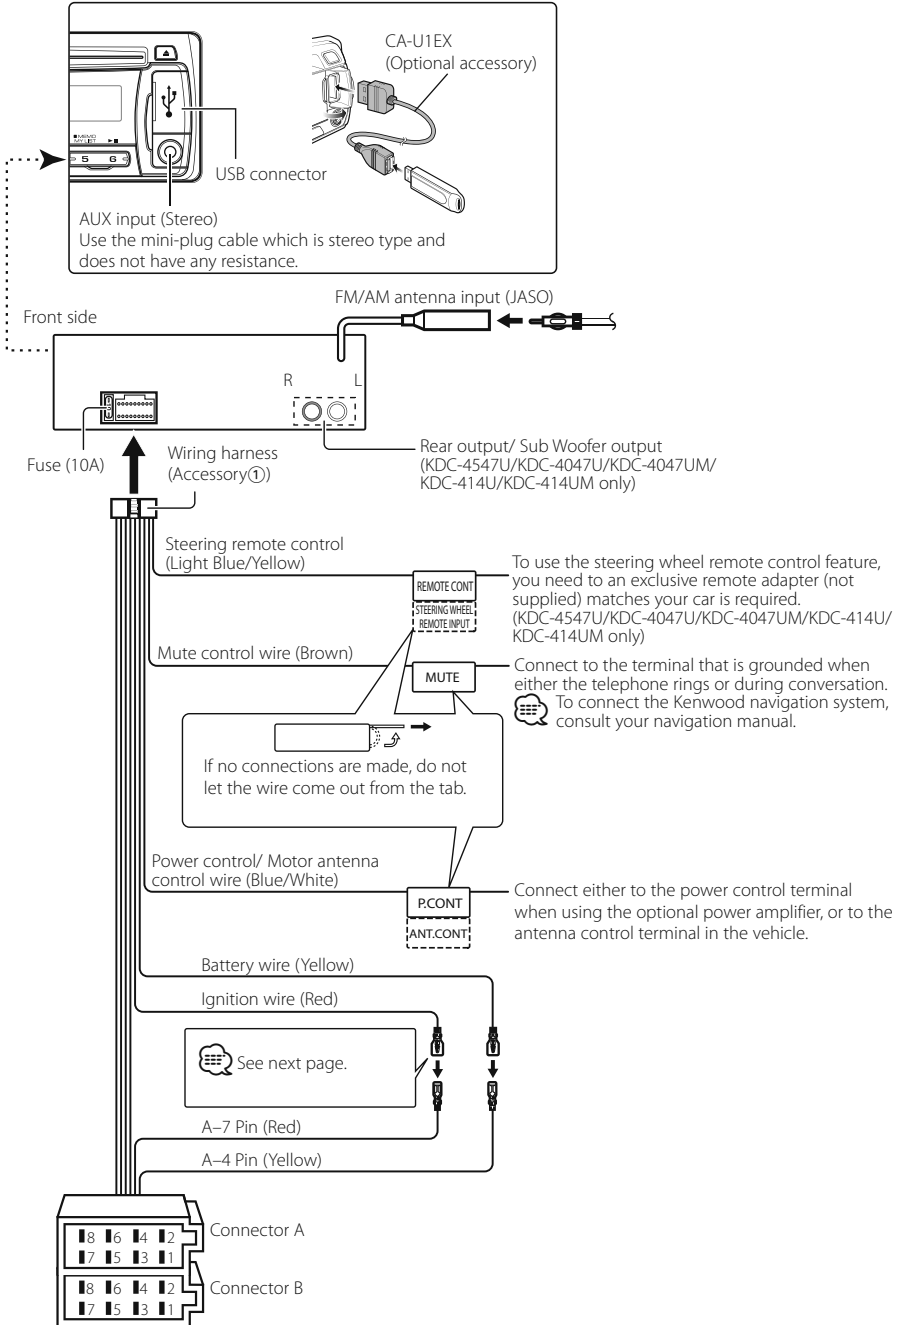 CA-U1EX
(Optional accessory)
■ MEMO
MY LIST ►■
5 6
USB connector
AUX input (Stereo)
Use the mini-plug cable which is stereo type and
does not have any resistance.
FM/AM antenna input (JASO)
Front side
R L
Fuse (10A)
Wiring harness
(Accessory①)
Rear output/ Sub Woofer output
(KDC-4547U/KDC-4047U/KDC-4047UM/
KDC-414U/KDC-414UM only)
Steering remote control
(Light Blue/Yellow)
REMOTE CONT
STEERING WHEEL
REMOTE INPUT
To use the steering wheel remote control feature,
you need to an exclusive remote adapter (not
supplied) matches your car is required.
(KDC-4547U/KDC-4047U/KDC-4047UM/KDC-414U/
KDC-414UM only)
Mute control wire (Brown)
MUTE
Connect to the terminal that is grounded when
either the telephone rings or during conversation.
To connect the Kenwood navigation system,
consult your navigation manual.
If no connections are made, do not
let the wire come out from the tab.
Power control/ Motor antenna
control wire (Blue/White)
P.CONT
ANT.CONT
Connect either to the power control terminal
when using the optional power amplifier, or to the
antenna control terminal in the vehicle.
Battery wire (Yellow)
Ignition wire (Red)
See next page.
A–7 Pin (Red)
A–4 Pin (Yellow)
Connector A
8 6 4 2
7 5 3 1
Connector B
8 6 4 2
7 5 3 1